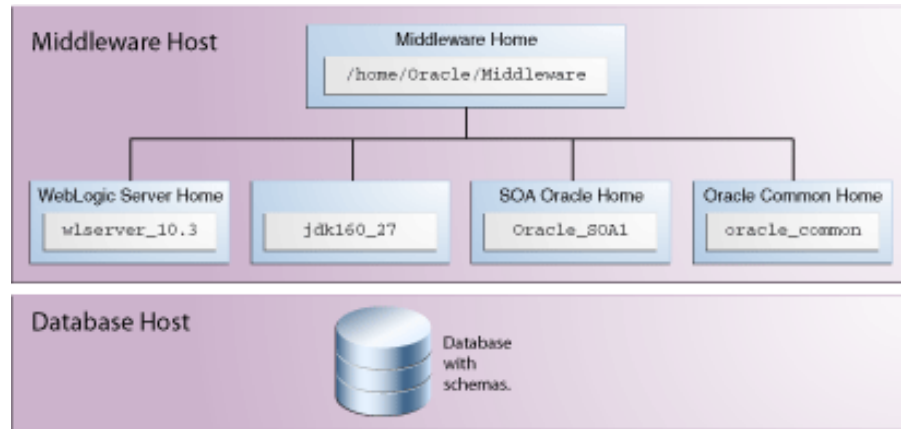 Middleware Host
Middleware Home
/home/Oracle/Middleware
WebLogic Server Home
wlserver_10.3
jdk160_27
SOA Oracle Home
Oracle_SOA1
Oracle Common Home
oracle_common
Database Host
Database
with
schemas.